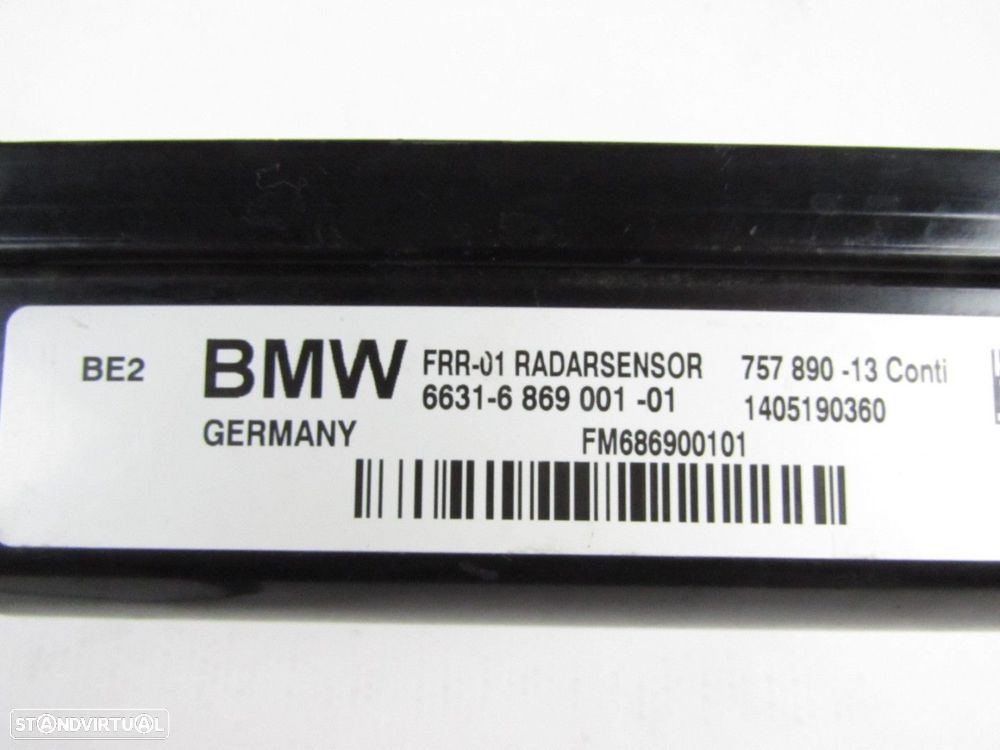 BE2 BMW FRR-01 RADARSENSOR 757 890 -13 Conti
6631-6 869 001 -01 1405190360
GERMANY FM686900101
STANDVIRTUAL